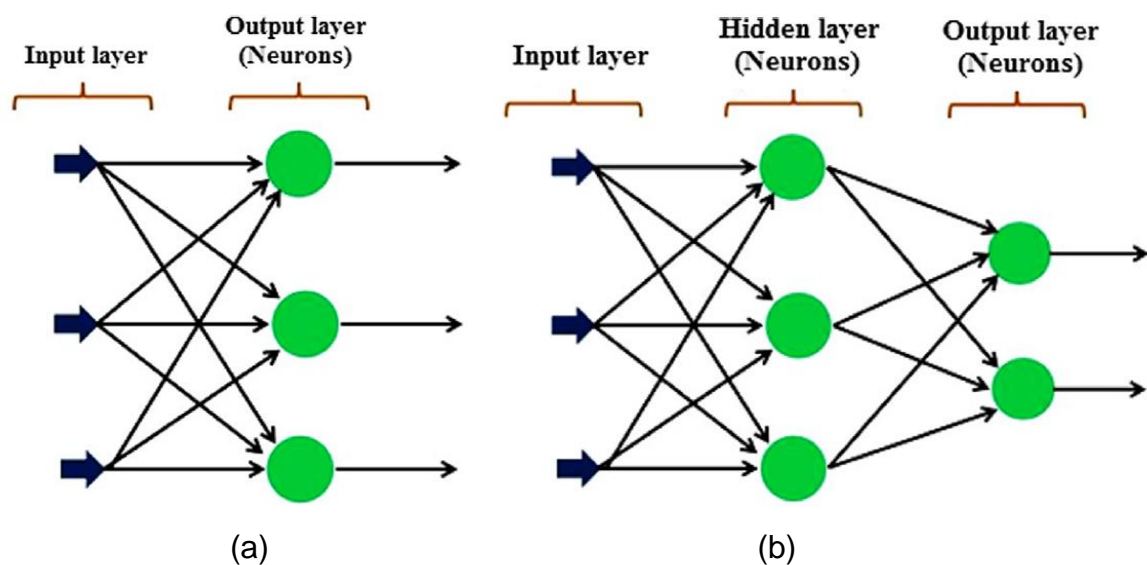 Input layer
Output layer
(Neurons)
Input layer
Hidden layer
(Neurons)
Output layer
(Neurons)
(a)
(b)